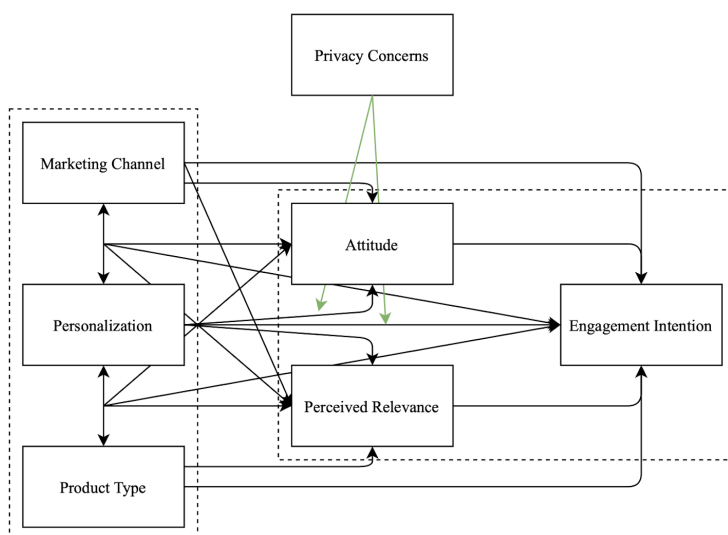 Privacy Concerns
Marketing Channel
Attitude
Personalization
Engagement Intention
Perceived Relevance
Product Type